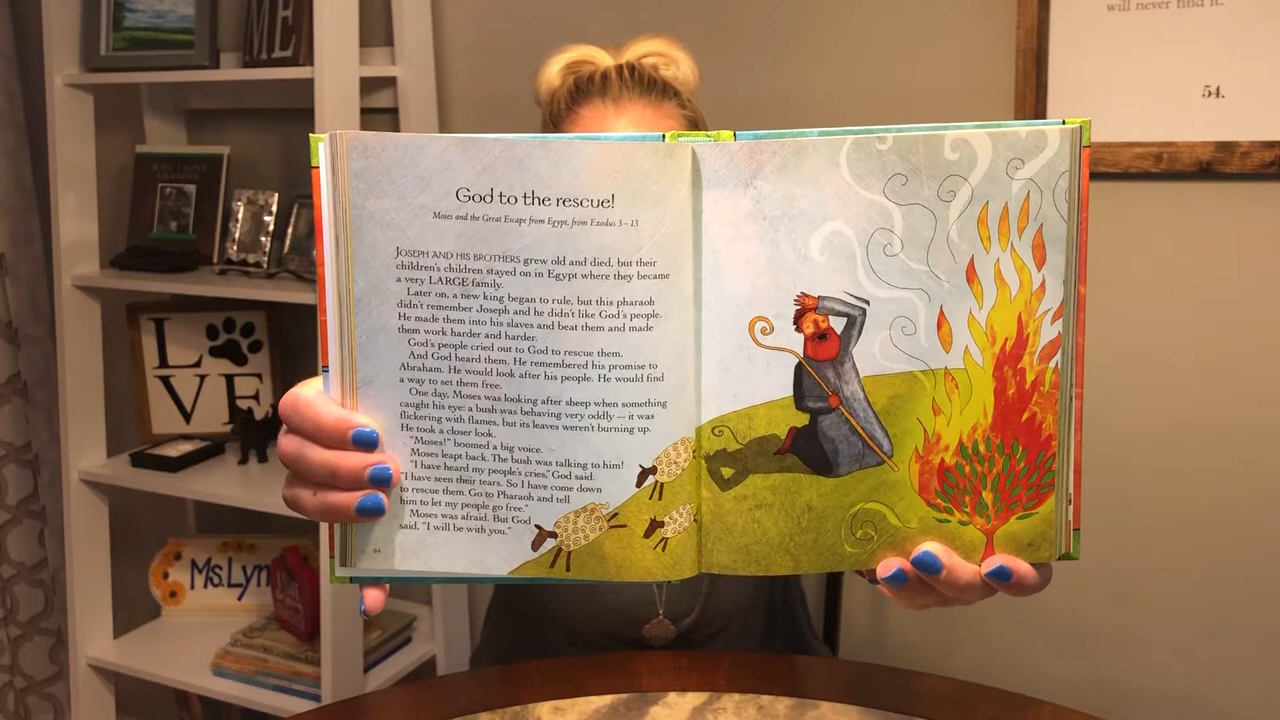 ME
will never find it.
54.
God to the rescue!
Moses and the Great Escape from Egypt, from Exodus 3 – 13
JOSEPH AND HIS BROTHERS grew old and died, but their
children's children stayed on in Egypt where they became
a very LARGE family.
Later on, a new king began to rule, but this pharaoh
didn't remember Joseph and he didn't like God's people.
He made them into his slaves and beat them and made
them work harder and harder.
God's people cried out to God to rescue them.
And God heard them. He remembered his promise to
Abraham. He would look after his people. He would find
a way to set them free.
One day, Moses was looking after sheep when something
caught his eye: a bush was behaving very oddly — it was
flickering with flames, but its leaves weren't burning up.
He took a closer look.
"Moses!" boomed a big voice.
Moses leapt back. The bush was talking to him!
"I have heard my people's cries," God said.
"I have seen their tears. So I have come down
to rescue them. Go to Pharaoh and tell
him to let my people go free."
Moses was afraid. But God
said, "I will be with you."
64
L
VE
Ms. Lyn